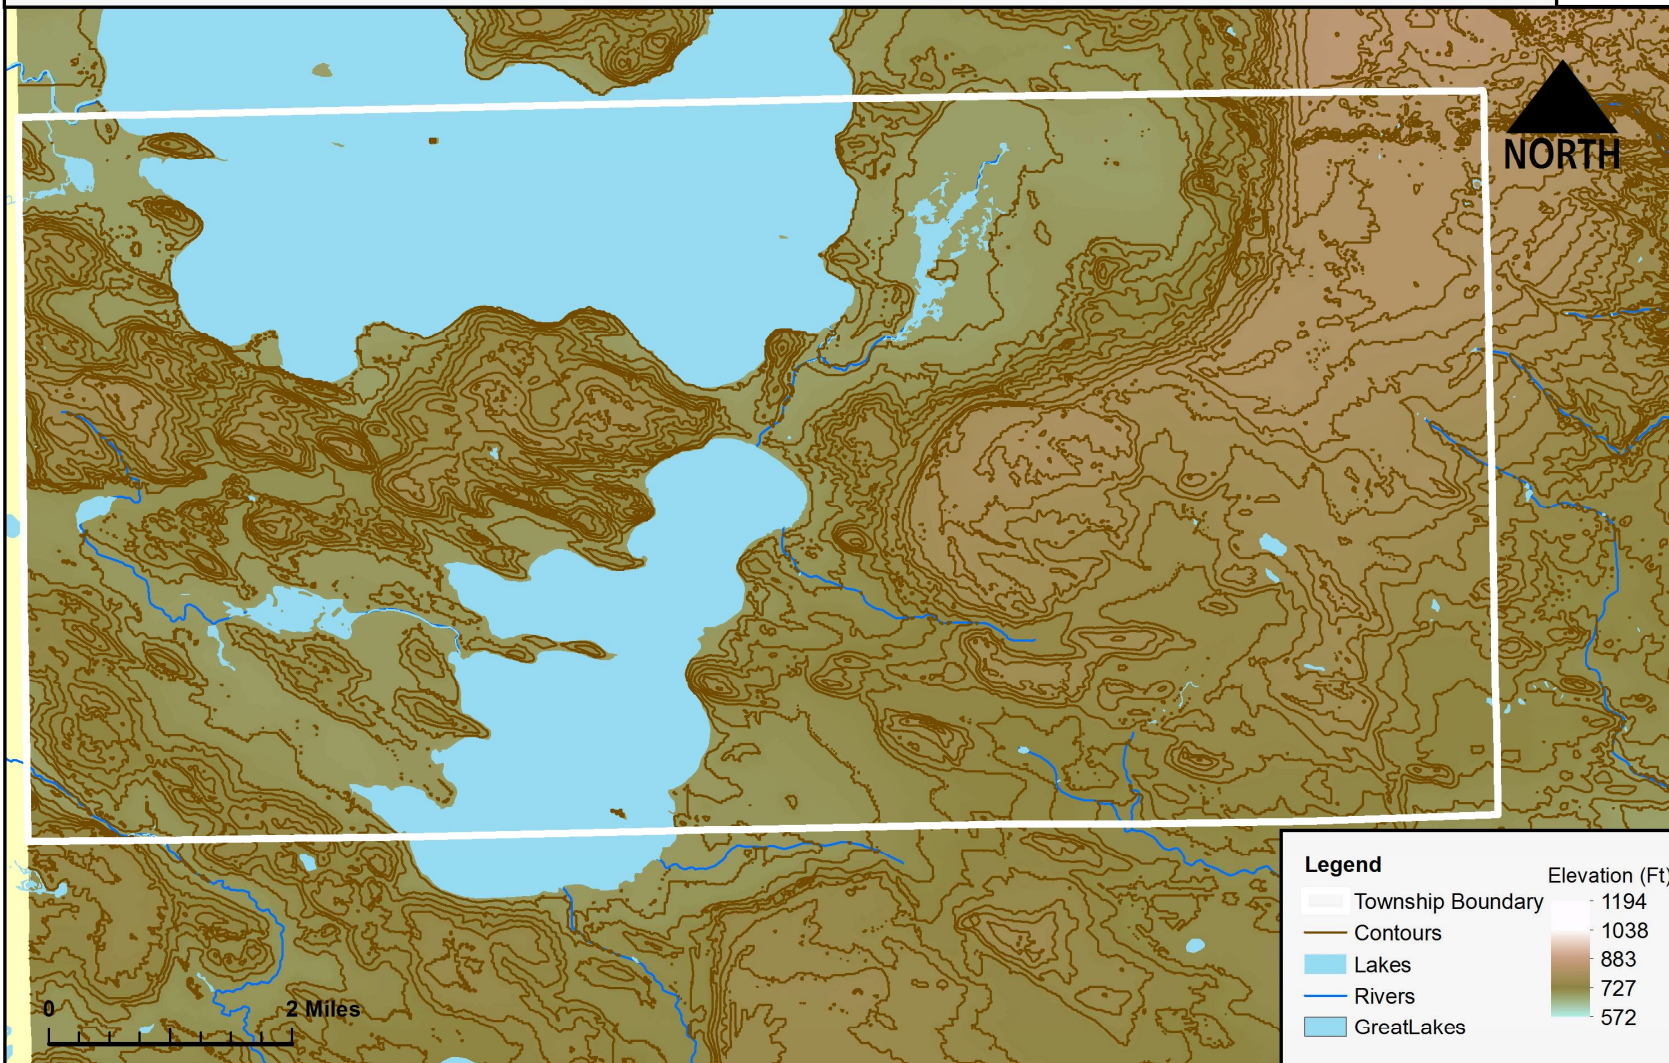 NORTH
Legend
Elevation (Ft)
Township Boundary
1194
Contours
1038
Lakes
883
Rivers
727
GreatLakes
572
0
2 Miles